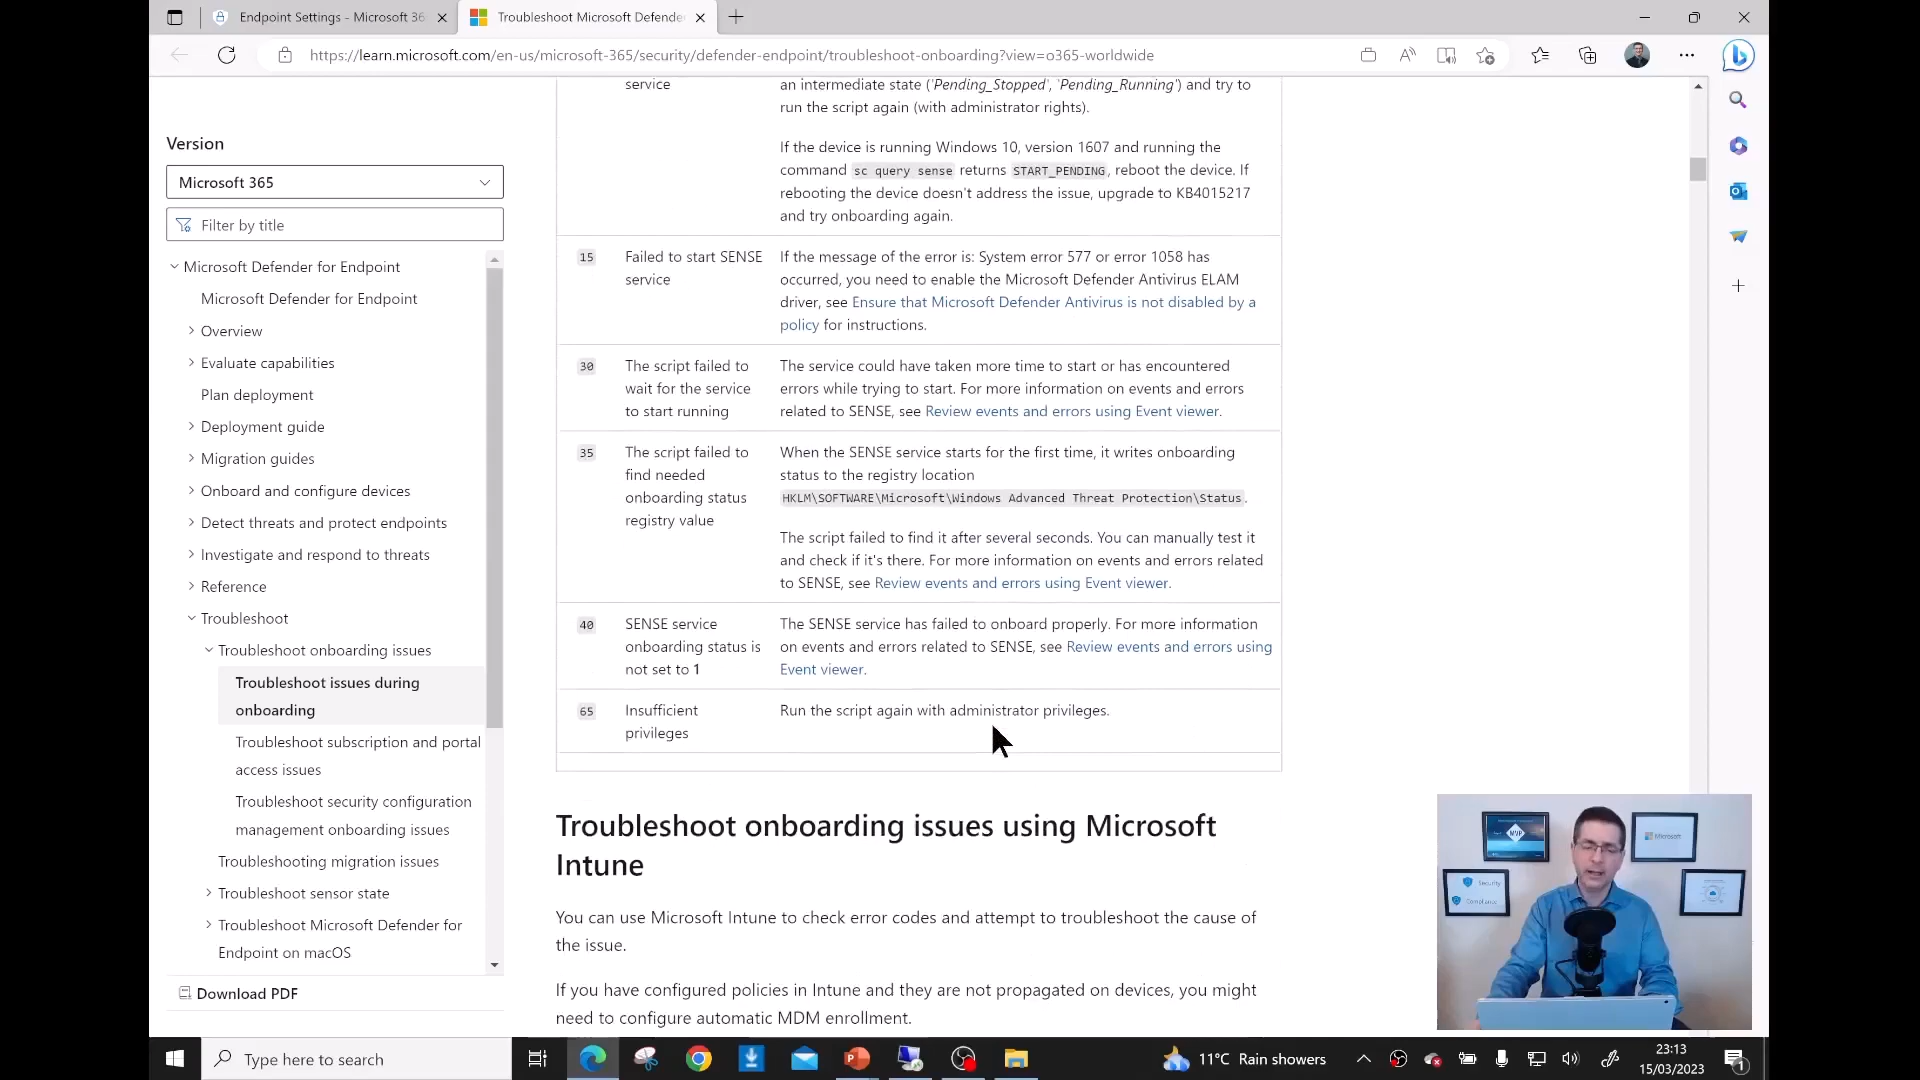 Endpoint Settings - Microsoft 36
Troubleshoot Microsoft Defende
https://learn.microsoft.com/en-us/microsoft-365/security/defender-endpoint/troubleshoot-onboarding?view=o365-worldwide
Version
Microsoft 365
Filter by title
Microsoft Defender for Endpoint
Microsoft Defender for Endpoint
Overview
Evaluate capabilities
Plan deployment
Deployment guide
Migration guides
Onboard and configure devices
Detect threats and protect endpoints
Investigate and respond to threats
Reference
Troubleshoot
Troubleshoot onboarding issues
Troubleshoot issues during
onboarding
Troubleshoot subscription and portal
access issues
Troubleshoot security configuration
management onboarding issues
Troubleshooting migration issues
Troubleshoot sensor state
Troubleshoot Microsoft Defender for
Endpoint on macOS
Download PDF
service
an intermediate state ('Pending_Stopped', `Pending_Running') and try to
run the script again (with administrator rights).
If the device is running Windows 10, version 1607 and running the
command sc query sense returns START_PENDING, reboot the device. If
rebooting the device doesn't address the issue, upgrade to KB4015217
and try onboarding again.
15
Failed to start SENSE
service
If the message of the error is: System error 577 or error 1058 has
occurred, you need to enable the Microsoft Defender Antivirus ELAM
driver, see Ensure that Microsoft Defender Antivirus is not disabled by a
policy for instructions.
30
The script failed to
wait for the service
to start running
The service could have taken more time to start or has encountered
errors while trying to start. For more information on events and errors
related to SENSE, see Review events and errors using Event viewer.
35
The script failed to
find needed
onboarding status
registry value
When the SENSE service starts for the first time, it writes onboarding
status to the registry location
HKLM\SOFTWARE\Microsoft\Windows Advanced Threat Protection\Status.
The script failed to find it after several seconds. You can manually test it
and check if it's there. For more information on events and errors related
to SENSE, see Review events and errors using Event viewer.
40
SENSE service
onboarding status is
not set to 1
The SENSE service has failed to onboard properly. For more information
on events and errors related to SENSE, see Review events and errors using
Event viewer.
65
Insufficient
privileges
Run the script again with administrator privileges.
Troubleshoot onboarding issues using Microsoft
Intune
You can use Microsoft Intune to check error codes and attempt to troubleshoot the cause of
the issue.
If you have configured policies in Intune and they are not propagated on devices, you might
need to configure automatic MDM enrollment.
MVP
Microsoft
Security
Compliance
Type here to search
11°C Rain showers
23:13
15/03/2023
1